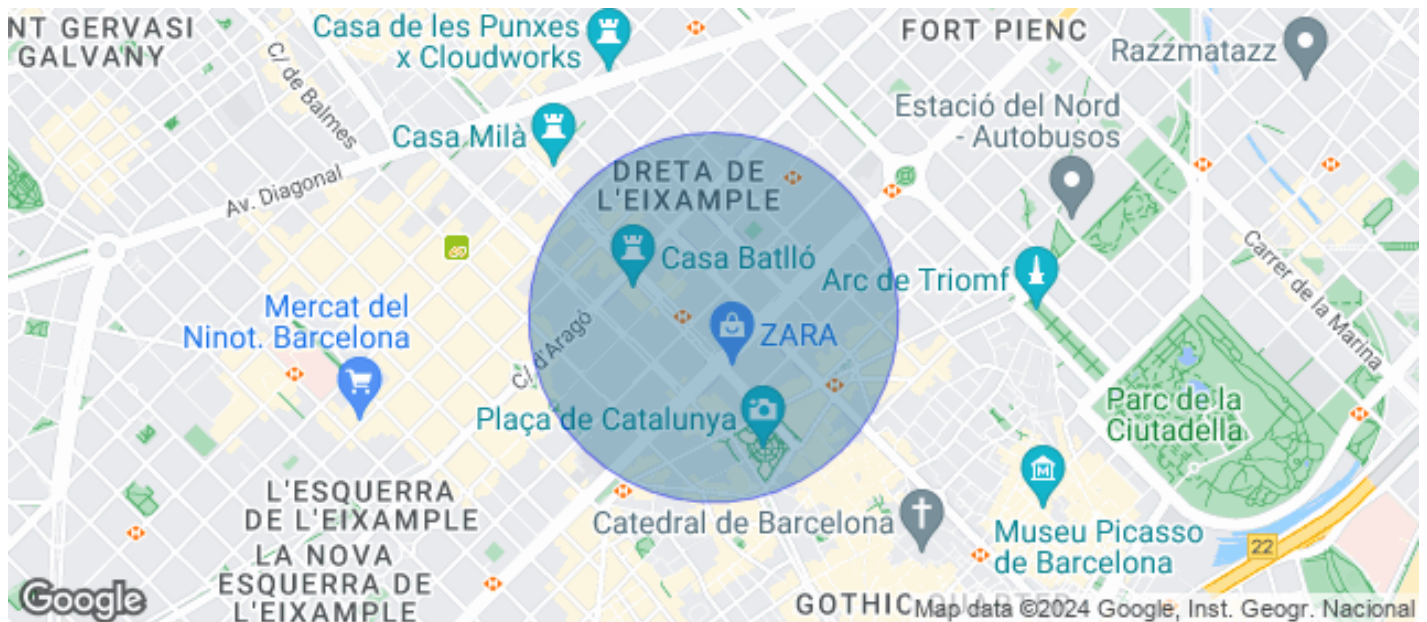 NT GERVASI
GALVANY
C/ de Balmes
Casa de les Punxes
x Cloudworks
FORT PIENC
Razzmatazz
Estació del Nord
- Autobusos
Casa Milà
DRETA DE
L'EIXAMPLE
Av. Diagonal
Casa Batlló
Arc de Triomf
Carrer de la Marina
Mercat del
Ninot. Barcelona
C/ d'Aragó
ZARA
Plaça de Catalunya
Parc de la
Ciutadella
L'ESQUERRA
DE L'EIXAMPLE
Catedral de Barcelona
M
Museu Picasso
de Barcelona
22
LA NOVA
ESQUERRA DE
L'EIXAMPLE
Google
GOTHIC QUARTER
Map data ©2024 Google, Inst. Geogr. Nacional